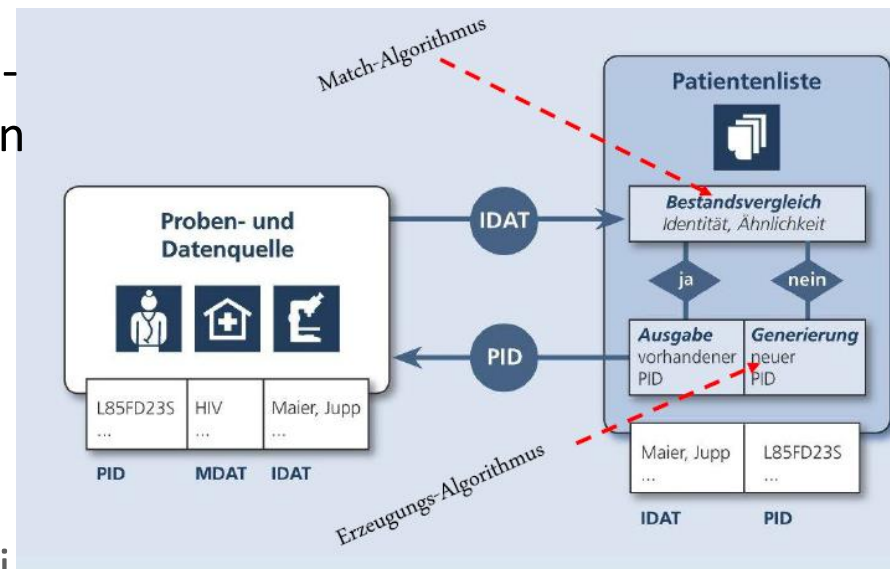 -
n
i
Match-Algorithmus
Proben- und
Datenquelle
L85FD23S
...
HIV
...
Maier, Jupp
...
PID
MDAT
IDAT
IDAT
PID
Patientenliste
Bestandsvergleich
Identität, Ähnlichkeit
ja
nein
Ausgabe
vorhandener
PID
Generierung
neuer
PID
Erzeugungs-Algorithmus
Maier, Jupp
...
L85FD23S
...
IDAT
PID